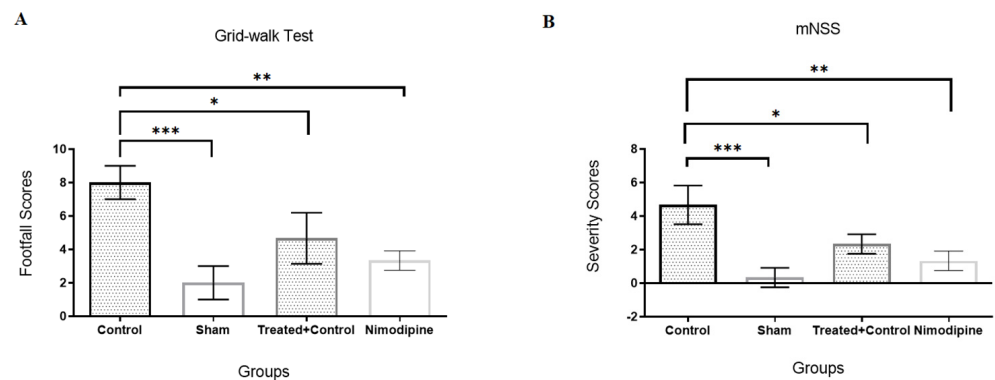 A
Grid-walk Test
**
*
***
10
8
6
4
2
0
Footfall Scores
Control Sham Treated+Control Nimodipine
Groups
B
mNSS
**
*
***
8
6
4
2
0
-2
Severity Scores
Control Sham Treated+Control Nimodipine
Groups